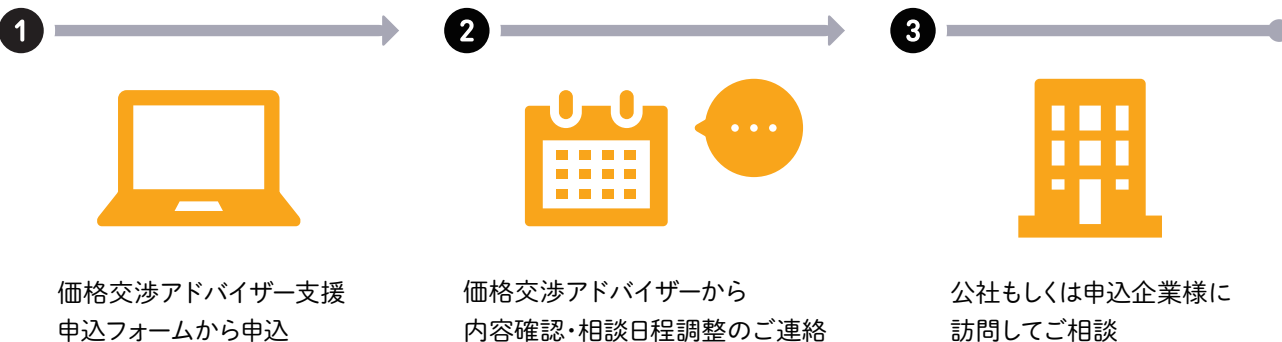 1
2
3
価格交渉アドバイザー支援
申込フォームから申込
価格交渉アドバイザーから
内容確認・相談日程調整のご連絡
公社もしくは申込企業様に
訪問してご相談